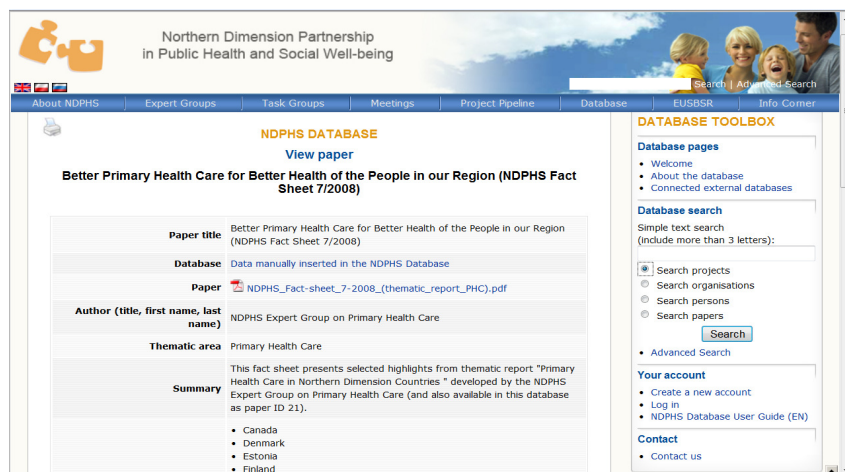 Northern Dimension Partnership
in Public Health and Social Well-being
Search | Advanced Search
About NDPHS
Expert Groups
Task Groups
Meetings
Project Pipeline
Database
EUSBSR
Info Corner
NDPHS DATABASE
View paper
Better Primary Health Care for Better Health of the People in our Region (NDPHS Fact
Sheet 7/2008)
Paper title
Better Primary Health Care for Better Health of the People in our Region
(NDPHS Fact Sheet 7/2008)
Database
Data manually inserted in the NDPHS Database
Paper
NDPHS_Fact-sheet_7-2008_(thematic_report_PHC).pdf
Author (title, first name, last
name)
NDPHS Expert Group on Primary Health Care
Thematic area
Primary Health Care
Summary
This fact sheet presents selected highlights from thematic report "Primary
Health Care in Northern Dimension Countries " developed by the NDPHS
Expert Group on Primary Health Care (and also available in this database
as paper ID 21).
• Canada
• Denmark
• Estonia
• Finland
DATABASE TOOLBOX
Database pages
• Welcome
• About the database
• Connected external databases
Database search
Simple text search
(include more than 3 letters):
Search projects
Search organisations
Search persons
Search papers
Search
• Advanced Search
Your account
• Create a new account
• Log in
• NDPHS Database User Guide (EN)
Contact
• Contact us